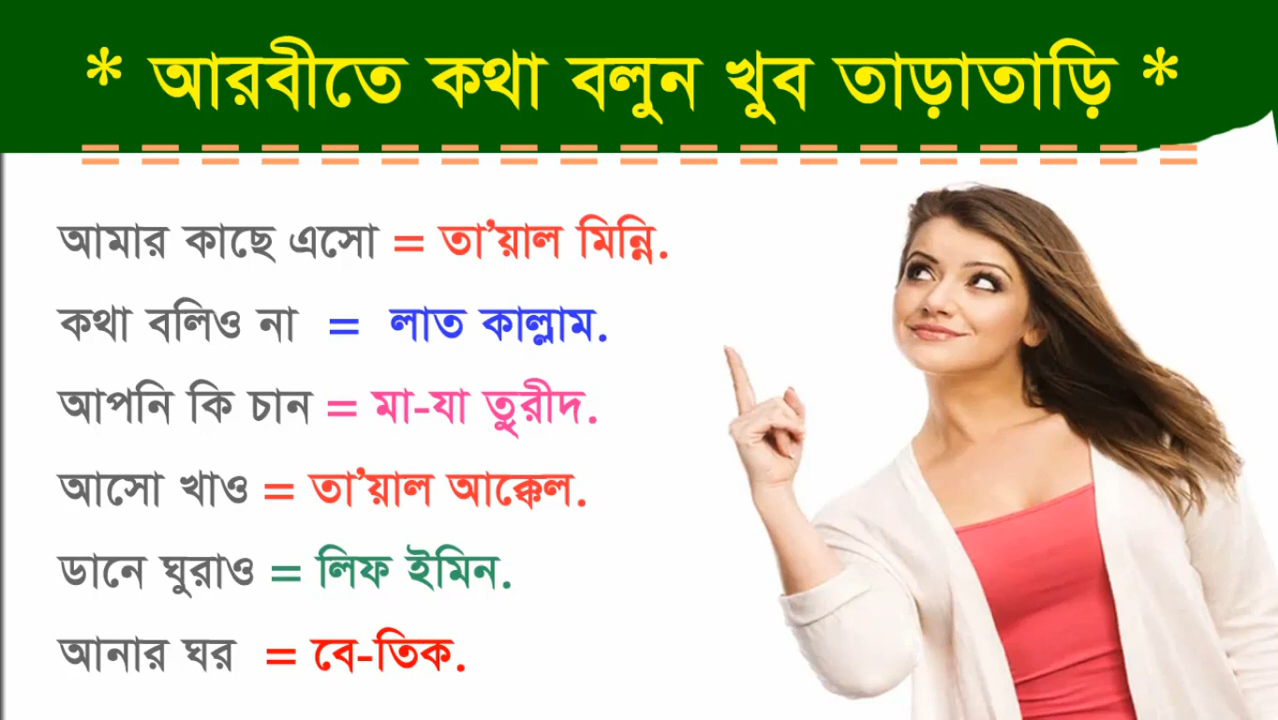 * আরবীতে কথা বলুন খুব তাড়াতাড়ি *
আমার কাছে এসো = তা’য়াল মিন্নি.
কথা বলিও না = লাত কাল্লাম.
আপনি কি চান = মা-যা তুরীদ.
আসো খাও = তা’য়াল আক্কেল.
ডানে ঘুরাও = লিফ ইমিন.
আনার ঘর = বে-তিক.